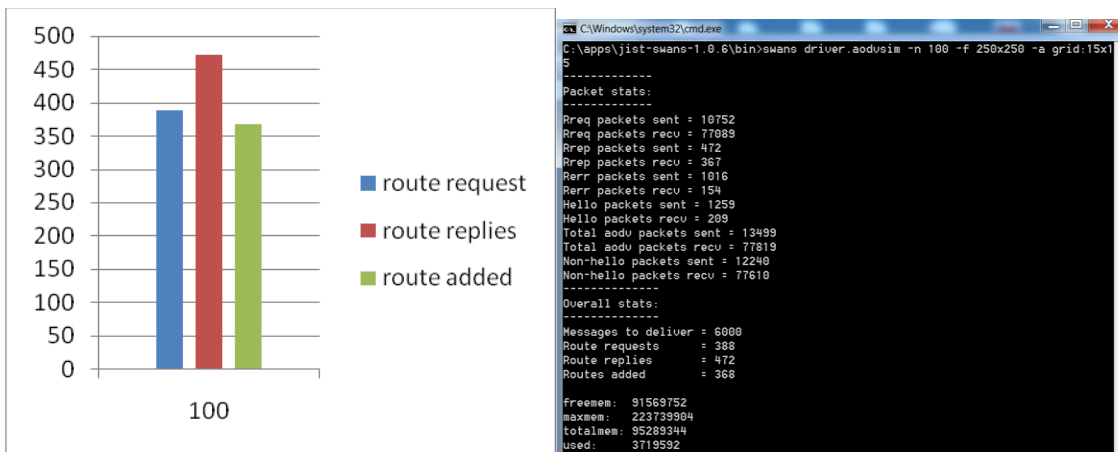 500
450
400
350
300
250
200
150
100
50
0
100
route request
route replies
route added
C:\Windows\system32\cmd.exe
C:\apps\jist-swans-1.0.6\bin>swans driver.aodvsim -n 100 -f 250x250 -a grid:15x1
5
-------------
Packet stats:
-------------
Rreq packets sent = 10752
Rreq packets recv = 77089
Rrep packets sent = 472
Rrep packets recv = 367
Rerr packets sent = 1016
Rerr packets recv = 154
Hello packets sent = 1259
Hello packets recv = 209
Total aodv packets sent = 13499
Total aodv packets recv = 77819
Non-hello packets sent = 12240
Non-hello packets recv = 77610
--------------
Overall stats:
--------------
Messages to deliver = 6000
Route requests      = 388
Route replies       = 472
Routes added        = 368
freemem:  91569752
maxmem:   223739904
totalmem: 95289344
used:     3719592